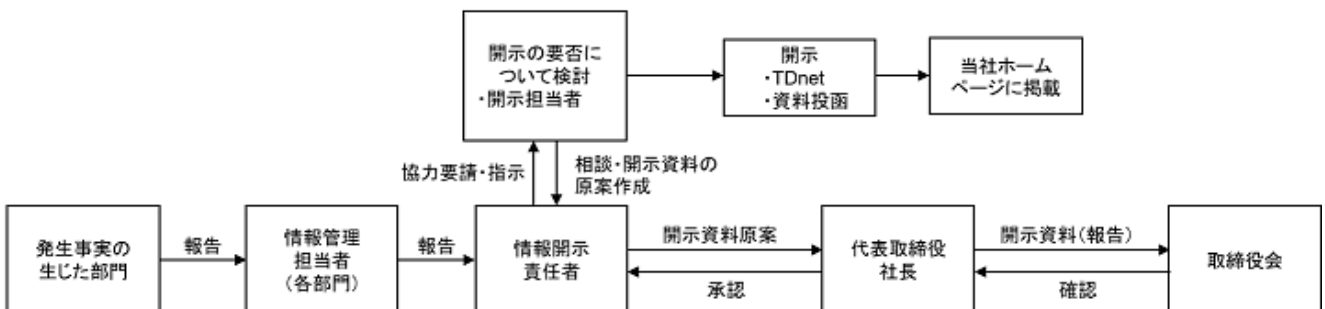 開示の要否に
ついて検討
・開示担当者
開示
・TDnet
・資料投函
当社ホーム
ページに掲載
協力要請・指示
相談・開示資料の
原案作成
発生事実の
生じた部門
報告
情報管理
担当者
（各部門）
報告
情報開示
責任者
開示資料原案
承認
代表取締役
社長
開示資料（報告）
確認
取締役会